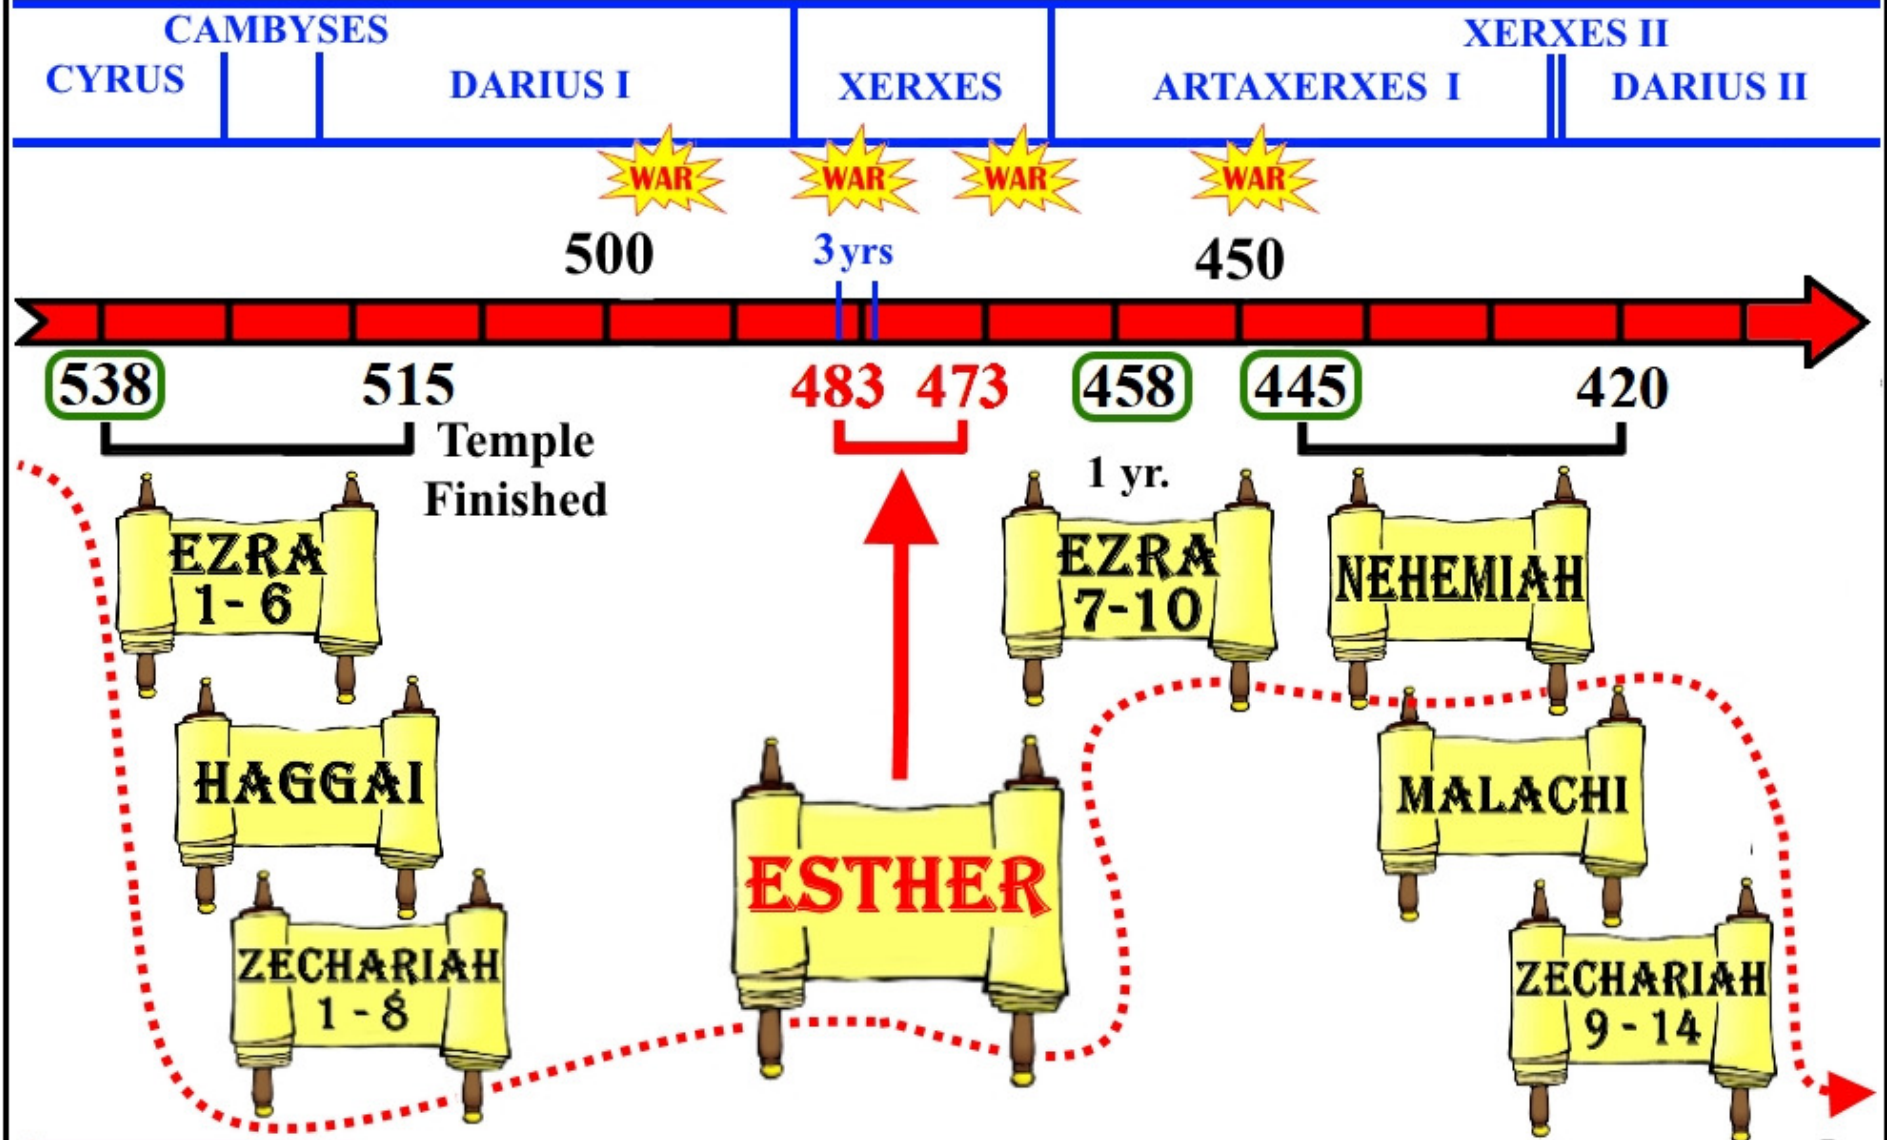 CAMBYSES
XERXES II
CYRUS
DARIUS I
XERXES
ARTAXERXES I
DARIUS II
WAR
WAR
WAR
WAR
500
3 yrs
450
538
515
483
473
458
445
420
Temple
Finished
1 yr.
EZRA
1 - 6
EZRA
7-10
NEHEMIAH
HAGGAI
MALACHI
ESTHER
ZECHARIAH
1 - 8
ZECHARIAH
9 - 14